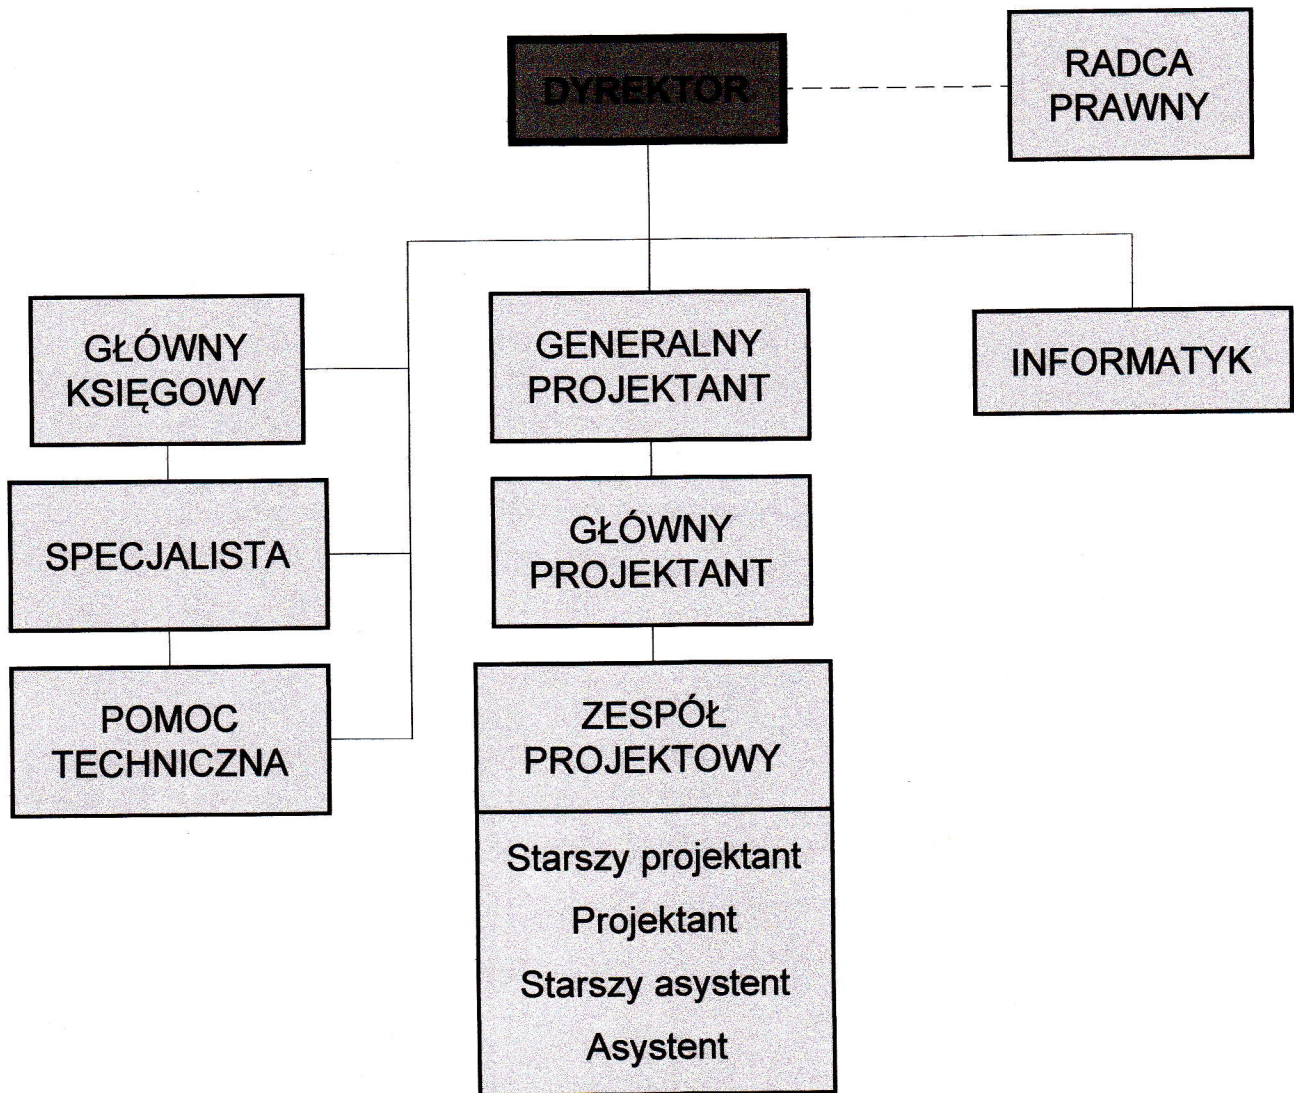 DYREKTOR
RADCA
PRAWNY
GŁÓWNY
KSIĘGOWY
GENERALNY
PROJEKTANT
INFORMATYK
SPECJALISTA
GŁÓWNY
PROJEKTANT
POMOC
TECHNICZNA
ZESPÓŁ
PROJEKTOWY
Starszy projektant
Projektant
Starszy asystent
Asystent